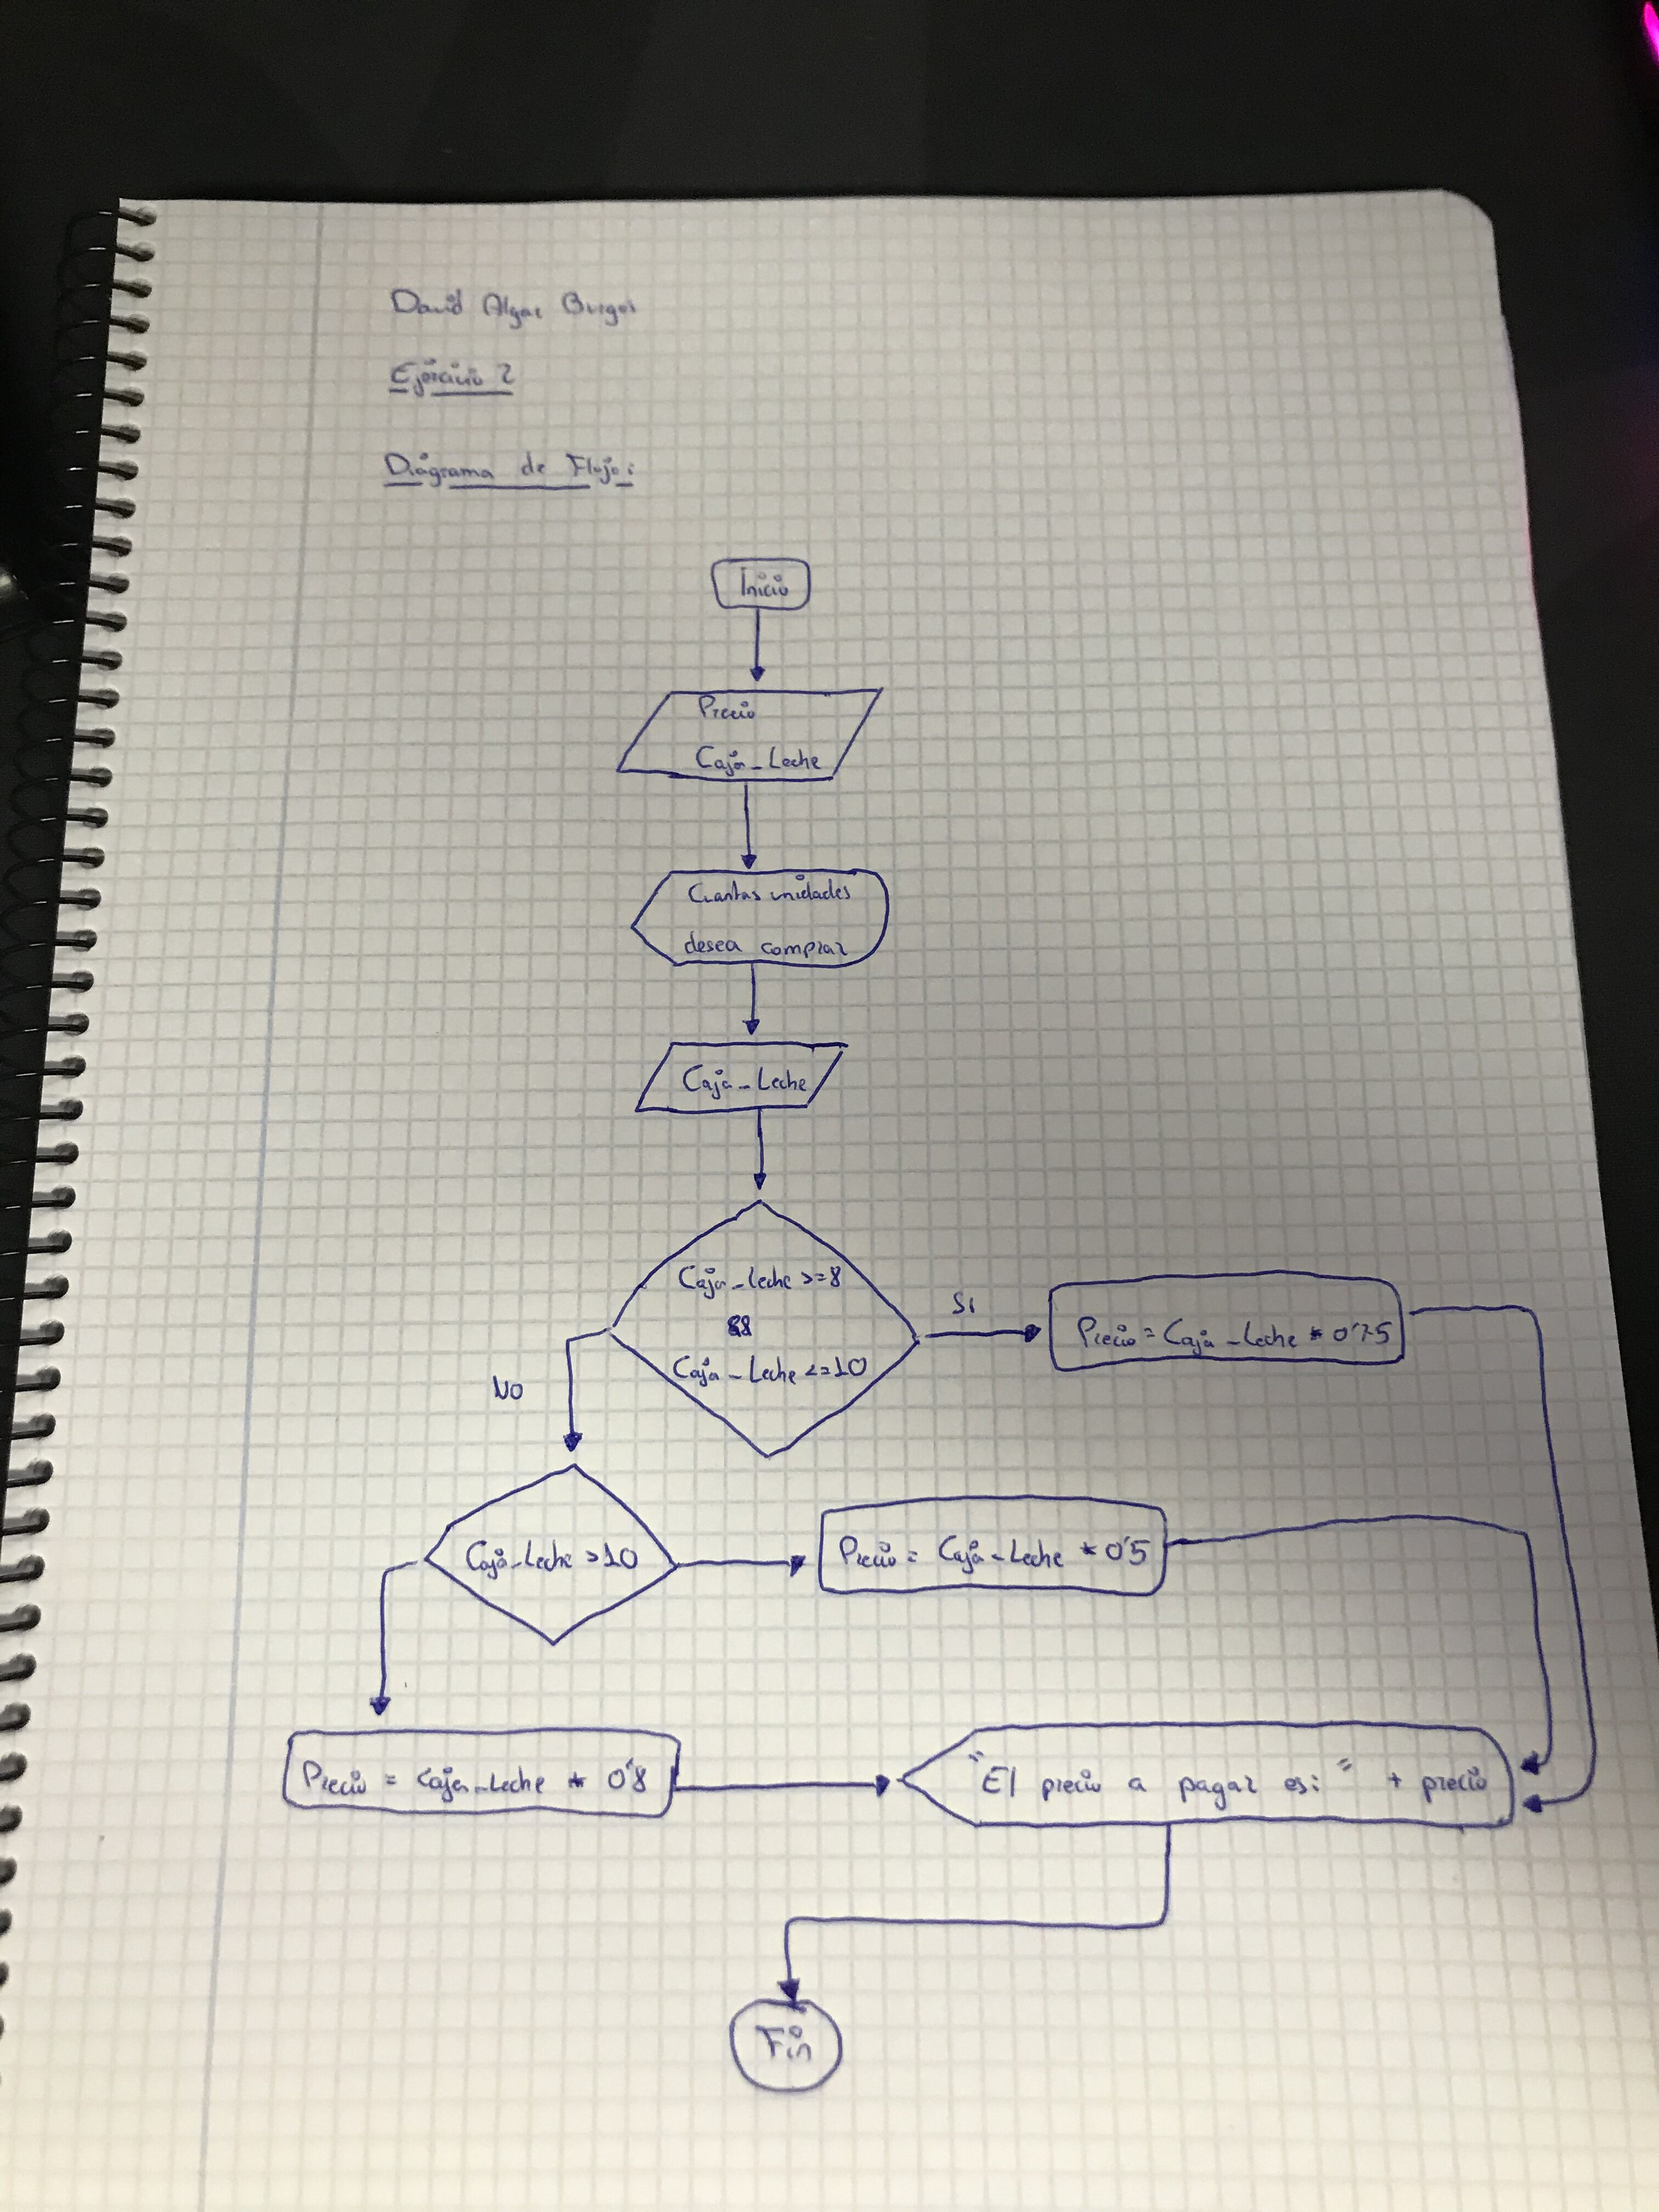 David Algar Burgos
Ejercicio 2
Diagrama de Flujo:
Inicio
Precio
Caja_Leche
Cuantas unidades
desea comprar
Caja_Leche
Caja_Leche >=8
&&
Caja_Leche <=10
SI
Precio = Caja_Leche * 0'75
NO
Caja_Leche >10
Precio = Caja_Leche * 0'5
Precio = Caja_Leche * 0'8
"El precio a pagar es: " + precio
Fin